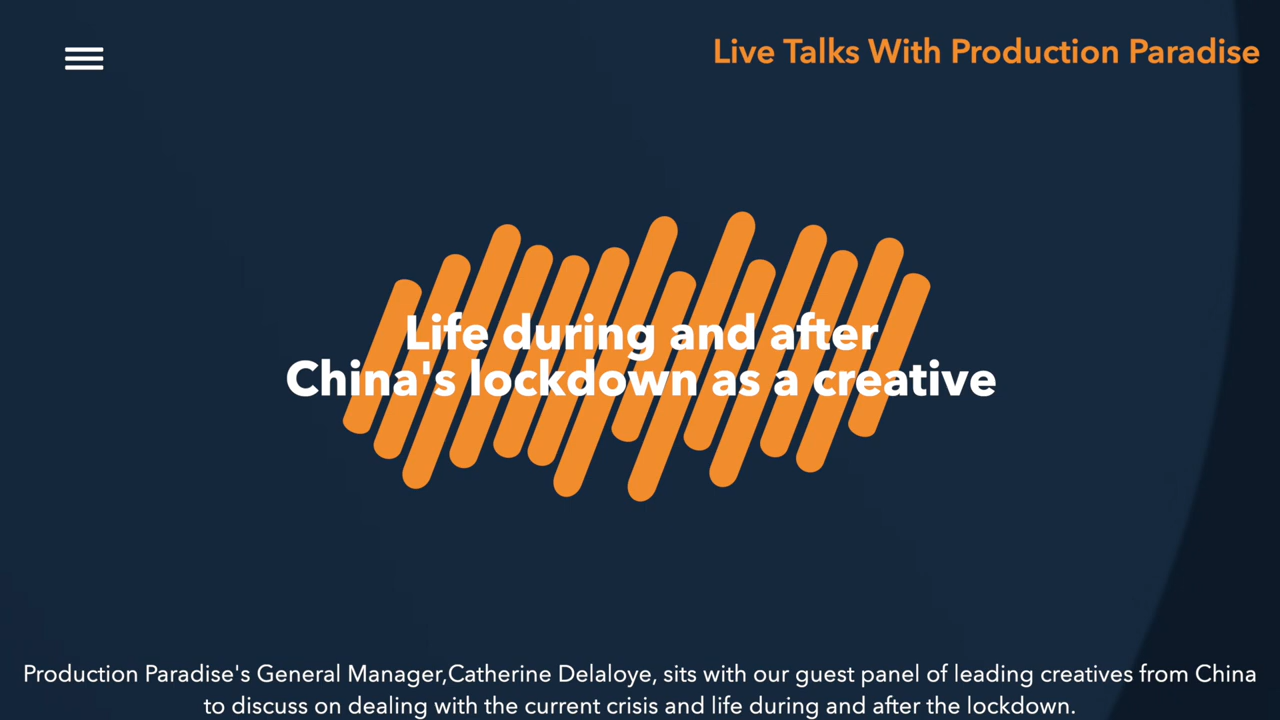 Live Talks With Production Paradise
Life during and after
China's lockdown as a creative
Production Paradise's General Manager,Catherine Delaloye, sits with our guest panel of leading creatives from China
to discuss on dealing with the current crisis and life during and after the lockdown.